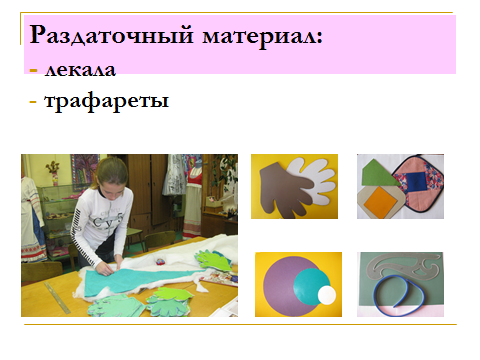 Раздаточный материал:
- лекала
- трафареты